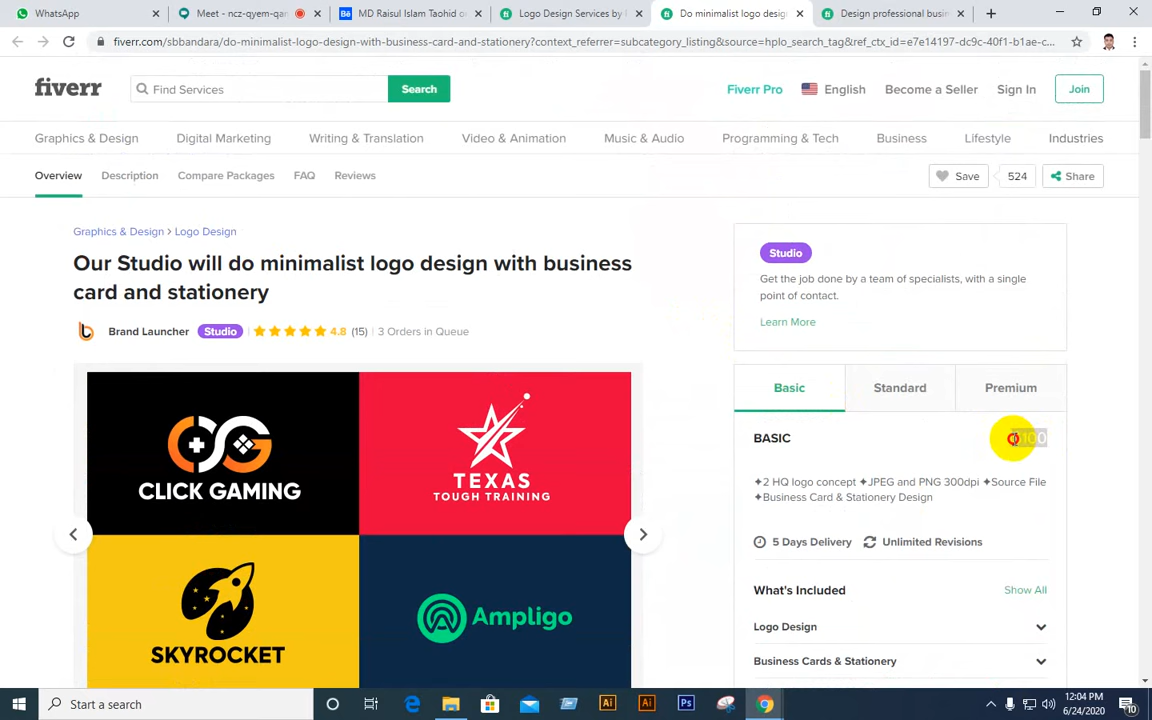 WhatsApp
Meet - ncz-qyem-qan
MD Raisul Islam Taohid o
Logo Design Services by
Do minimalist logo desig
Design professional busin
fiverr.com/sbbandara/do-minimalist-logo-design-with-business-card-and-stationery?context_referrer=subcategory_listing&source=hplo_search_tag&ref_ctx_id=e7e14197-dc9c-40f1-b1ae-c...
fiverr
Find Services
Search
Fiverr Pro
English
Become a Seller
Sign In
Join
Graphics & Design
Digital Marketing
Writing & Translation
Video & Animation
Music & Audio
Programming & Tech
Business
Lifestyle
Industries
Overview
Description
Compare Packages
FAQ
Reviews
Save
524
Share
Graphics & Design > Logo Design
Our Studio will do minimalist logo design with business
card and stationery
Brand Launcher
Studio
4.8 (15)
3 Orders in Queue
CLICK GAMING
TEXAS
TOUGH TRAINING
SKYROCKET
Ampligo
Studio
Get the job done by a team of specialists, with a single
point of contact.
Learn More
Basic
Standard
Premium
BASIC
100
✦2 HQ logo concept ✦JPEG and PNG 300dpi ✦Source File
✦Business Card & Stationery Design
5 Days Delivery
Unlimited Revisions
What's Included
Show All
Logo Design
Business Cards & Stationery
Start a search
Ai
Ai
Ps
12:04 PM
6/24/2020
10